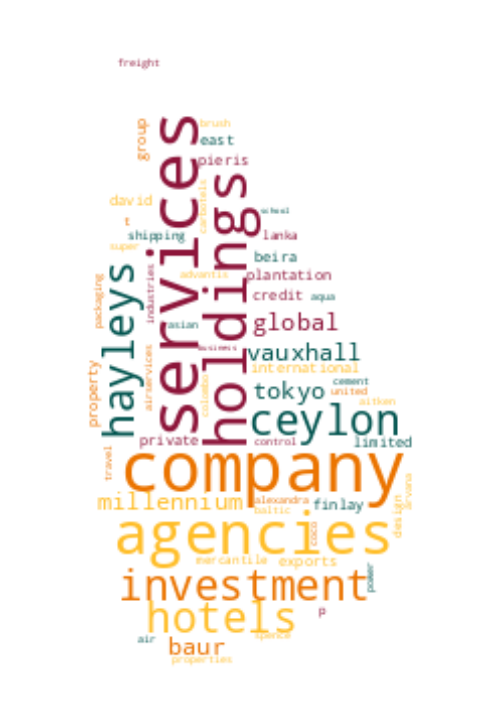 freight
group
services
brush
east
pieris
holdings
carbotels
david
school
t
shipping
lanka
super
beira
hayleys
industries
advantis
plantation
packaging
credit
aqua
asian
global
business
vauxhall
airservices
international
property
colombo
tokyo
cement
united
aitken
ceylon
private
control
limited
travel
company
arvana
millennium
alexandra
finlay
design
baltic
agencies
coco
mercantile
exports
power
investment
hotels
p
air
spence
baur
properties